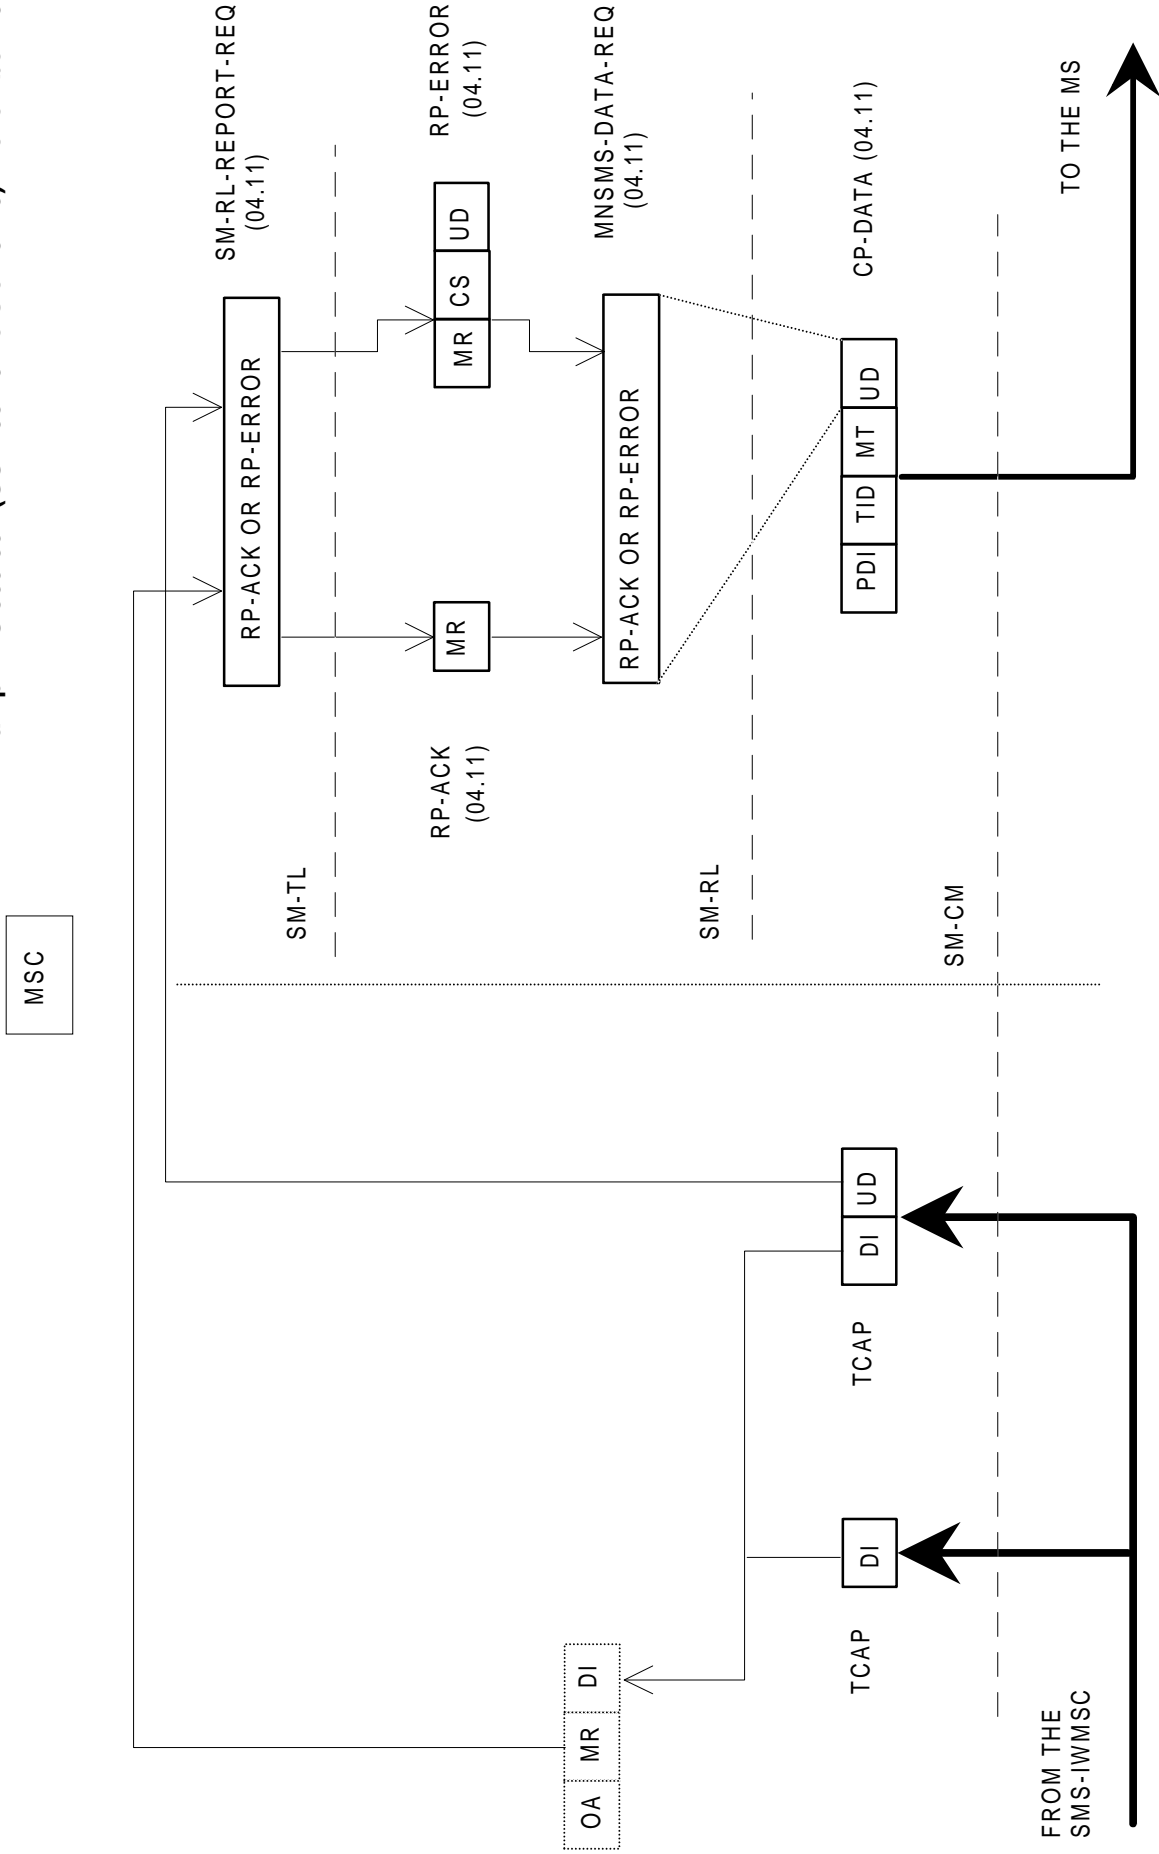 MSC
SM-RL-REPORT-REQ
(04.11)
RP-ACK OR RP-ERROR
SM-TL
RP-ERROR
(04.11)
MR
CS
UD
RP-ACK
(04.11)
MR
MNSMS-DATA-REQ
(04.11)
RP-ACK OR RP-ERROR
SM-RL
CP-DATA (04.11)
PDI
TID
MT
UD
SM-CM
TO THE MS
OA
MR
DI
TCAP
DI
TCAP
DI
UD
FROM THE
SMS-IWMSC